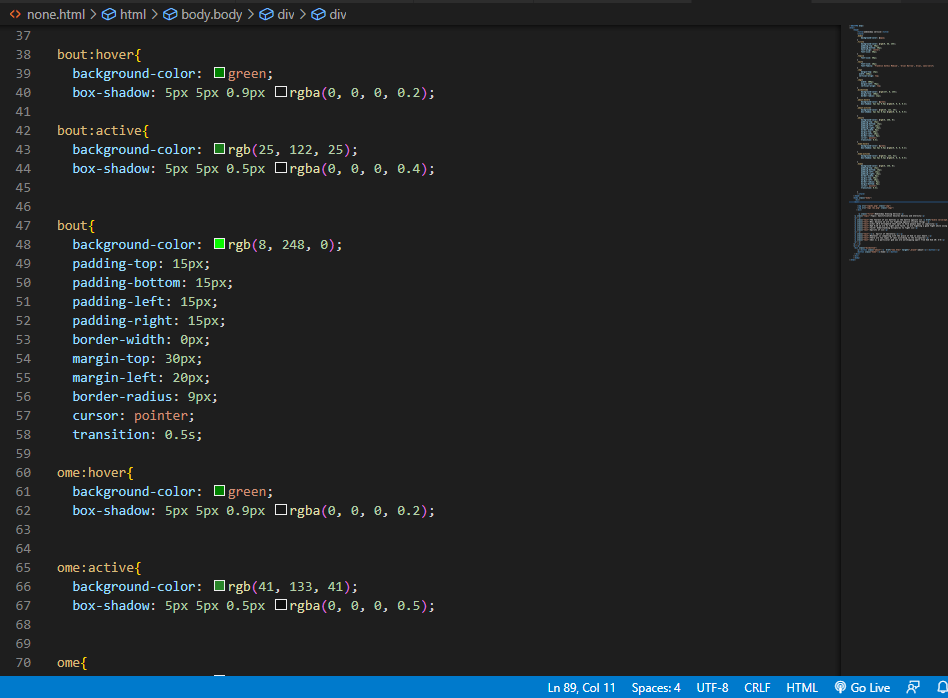 none.html > html > body.body > div > div
37
38 bout:hover{
39 background-color: green;
40 box-shadow: 5px 5px 0.9px rgba(0, 0, 0, 0.2);
41
42 bout:active{
43 background-color: rgb(25, 122, 25);
44 box-shadow: 5px 5px 0.5px rgba(0, 0, 0, 0.4);
45
46
47 bout{
48 background-color: rgb(8, 248, 0);
49 padding-top: 15px;
50 padding-bottom: 15px;
51 padding-left: 15px;
52 padding-right: 15px;
53 border-width: 0px;
54 margin-top: 30px;
55 margin-left: 20px;
56 border-radius: 9px;
57 cursor: pointer;
58 transition: 0.5s;
59
60 ome:hover{
61 background-color: green;
62 box-shadow: 5px 5px 0.9px rgba(0, 0, 0, 0.2);
63
64
65 ome:active{
66 background-color: rgb(41, 133, 41);
67 box-shadow: 5px 5px 0.5px rgba(0, 0, 0, 0.5);
68
69
70 ome{
Ln 89, Col 11 Spaces: 4 UTF-8 CRLF HTML Go Live